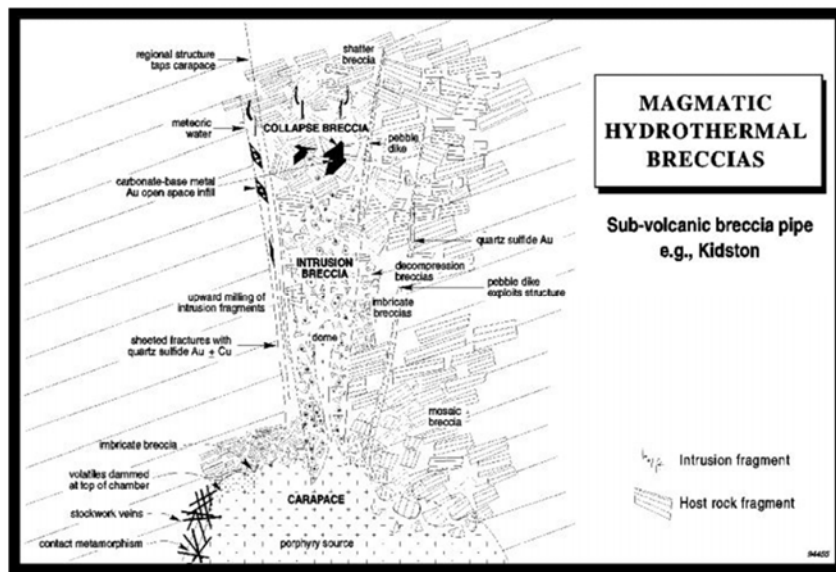 regional structure
taps carapace
shatter
breccia
meteoric
water
COLLAPSE BRECCIA
pebble
dike
carbonate-base metal
Au open space infill
quartz sulfide Au
INTRUSION
BRECCIA
decompression
breccias
pebble dike
exploits structure
imbricate
breccias
upward milling of
intrusion fragments
dome
sheeted fractures with
quartz sulfide Au ± Cu
mosaic
breccia
imbricate breccia
volatiles dammed
at top of chamber
CARAPACE
stockwork veins
contact metamorphism
porphyry source
MAGMATIC
HYDROTHERMAL
BRECCIAS
Sub-volcanic breccia pipe
e.g., Kidston
Intrusion fragment
Host rock fragment
94455